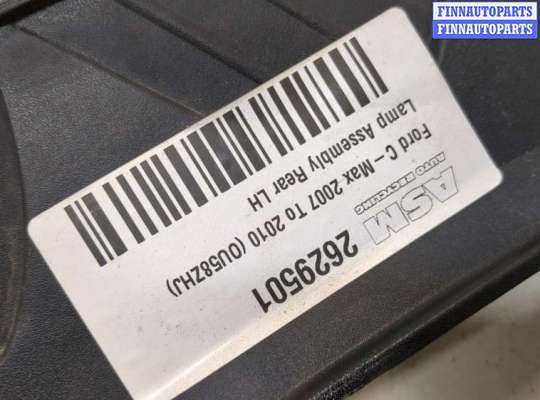 FINNAUTOPARTS
FINNAUTOPARTS
ASM
AUTO RECYCLING
2629501
Ford C - Max 2007 To 2010 (OU58ZHJ)
Lamp Assembly Rear LH